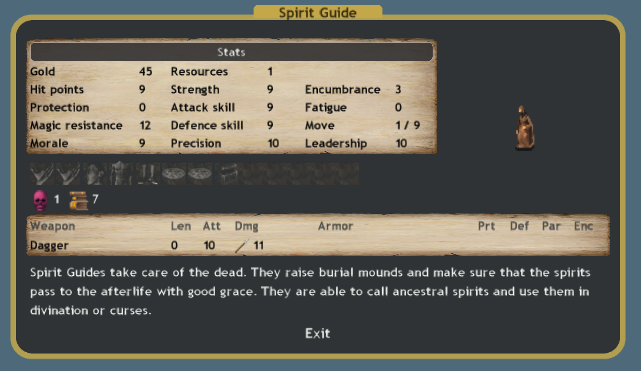 Spirit Guide
Stats
Gold 45 Resources 1
Hit points 9 Strength 9 Encumbrance 3
Protection 0 Attack skill 9 Fatigue 0
Magic resistance 12 Defence skill 9 Move 1 / 9
Morale 9 Precision 10 Leadership 10
1 7
Weapon Len Att Dmg Armor Prt Def Par Enc
Dagger 0 10 11
Spirit Guides take care of the dead. They raise burial mounds and make sure that the spirits
pass to the afterlife with good grace. They are able to call ancestral spirits and use them in
divination or curses.
Exit